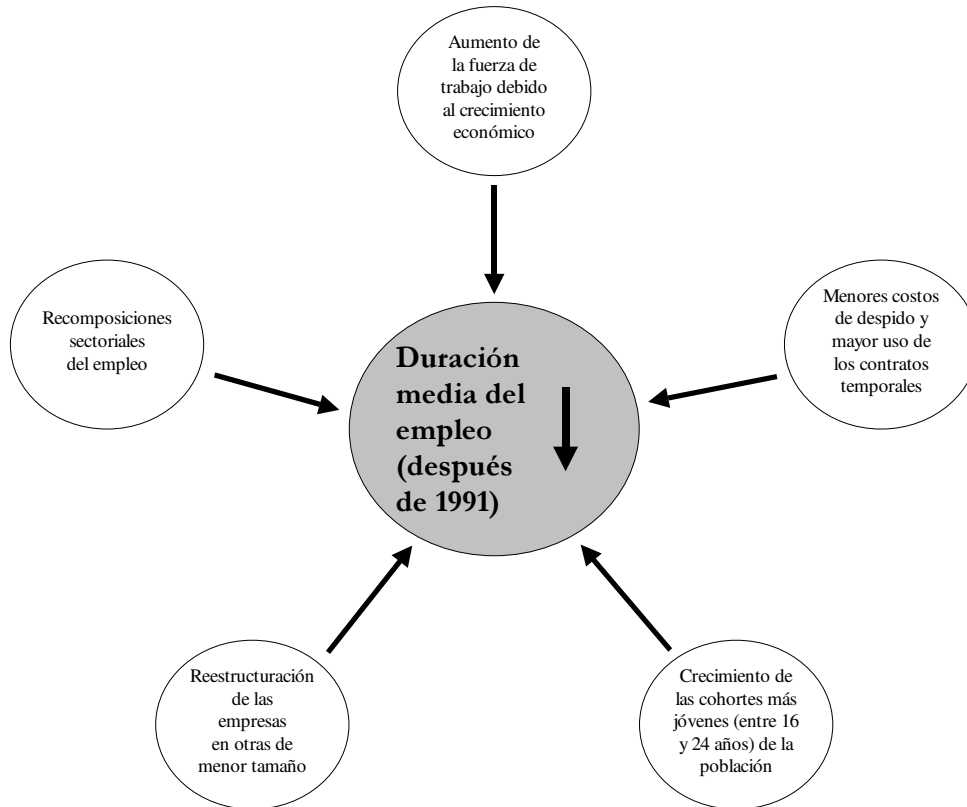 Aumento de
la fuerza de
trabajo debido
al crecimiento
económico
Recomposiciones
sectoriales
del empleo
Menores costos
de despido y
mayor uso de
los contratos
temporales
Duración
media del
empleo
(después
de 1991)
Reestructuración
de las
empresas
en otras de
menor tamaño
Crecimiento de
las cohortes más
jóvenes (entre 16
y 24 años) de la
población